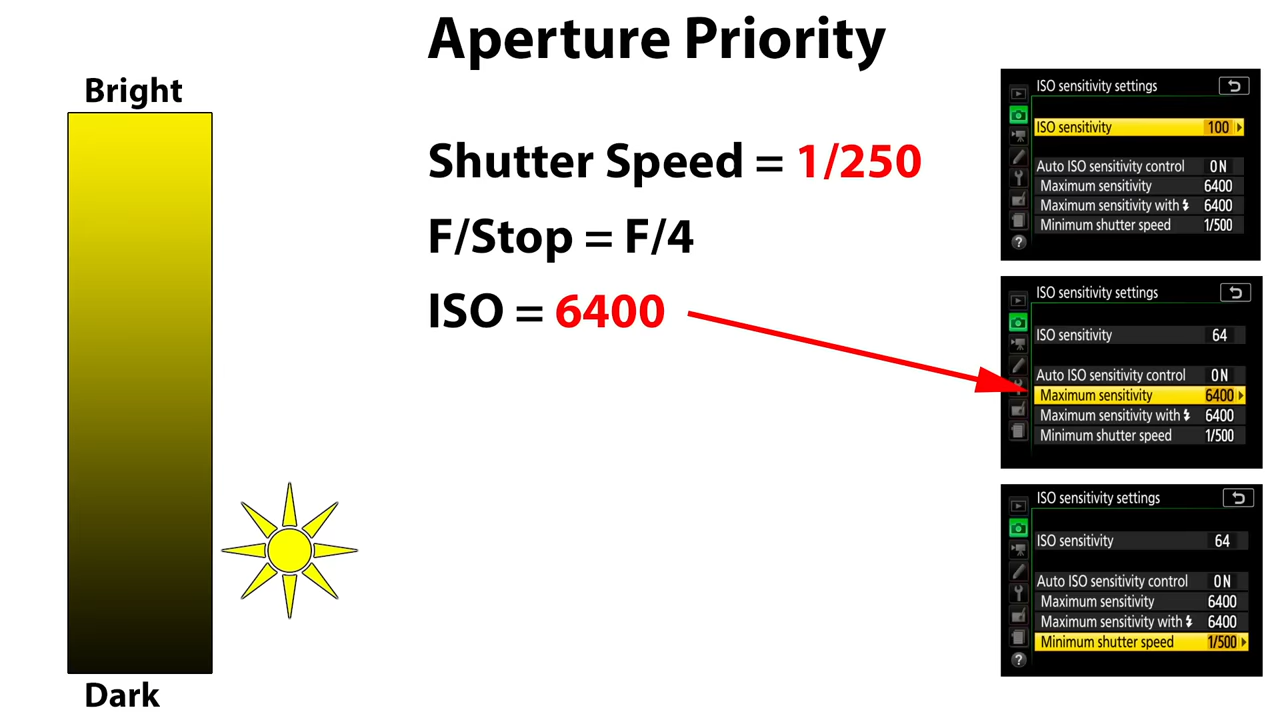 Aperture Priority
Bright
Dark
Shutter Speed = 1/250
F/Stop = F/4
ISO = 6400
ISO sensitivity settings
ISO sensitivity 100
Auto ISO sensitivity control ON
Maximum sensitivity 6400
Maximum sensitivity with 6400
Minimum shutter speed 1/500
?
ISO sensitivity settings
ISO sensitivity 64
Auto ISO sensitivity control ON
Maximum sensitivity 6400
Maximum sensitivity with 6400
Minimum shutter speed 1/500
ISO sensitivity settings
ISO sensitivity 64
Auto ISO sensitivity control ON
Maximum sensitivity 6400
Maximum sensitivity with 6400
Minimum shutter speed 1/500
?